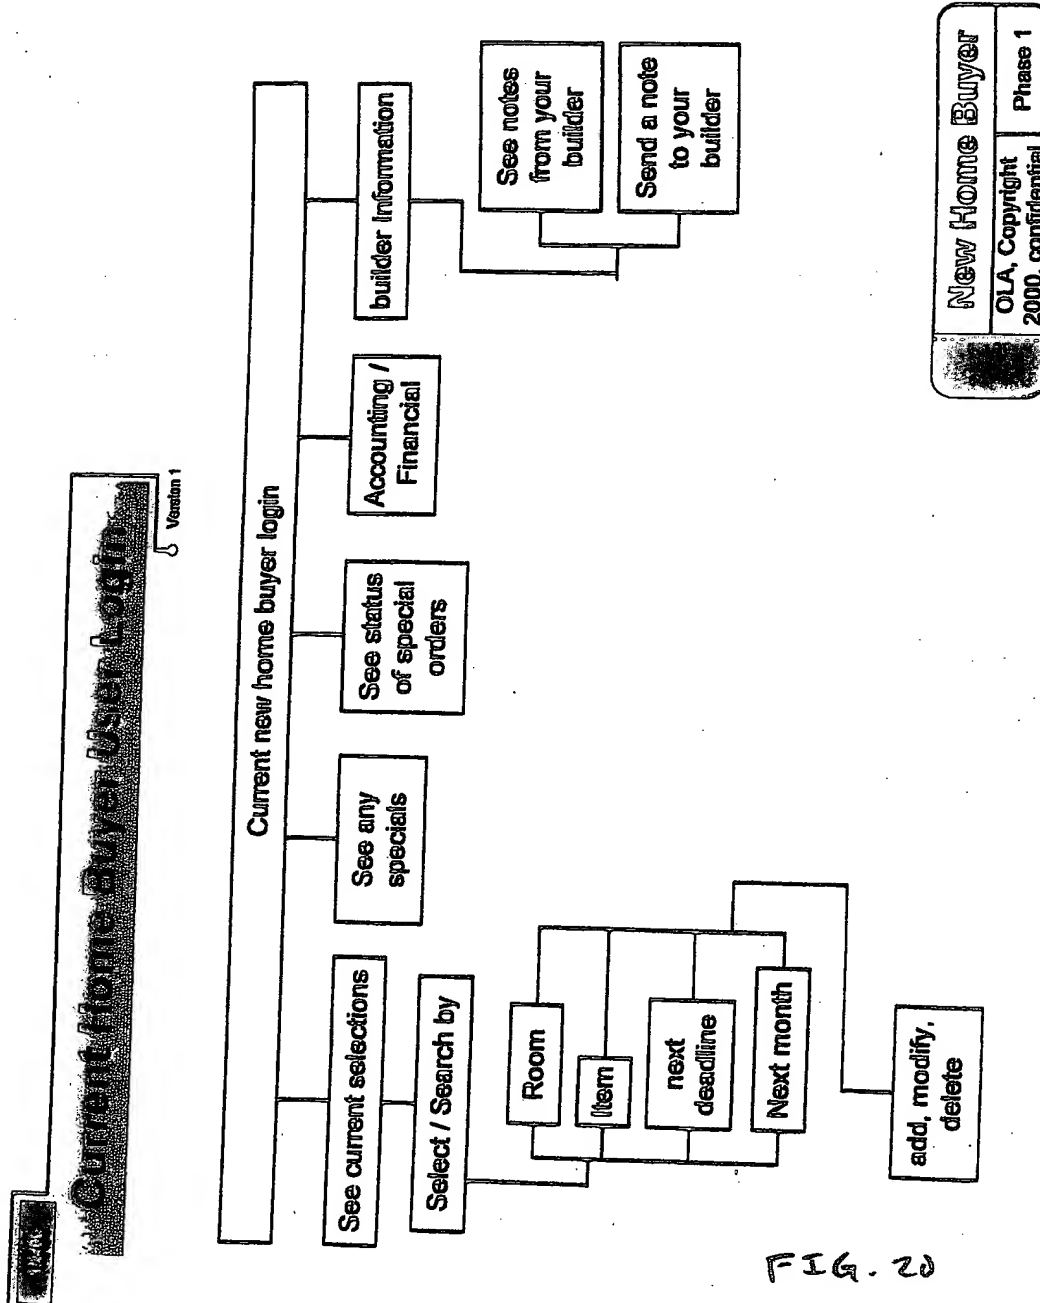 Current Home Buyer User Login
Version 1
Current new home buyer login
See current selections
See any
specials
See status
of special
orders
Accounting /
Financial
builder Information
Select / Search by
Room
Item
next
deadline
Next month
add, modify,
delete
See notes
from your
builder
Send a note
to your
builder
New Home Buyer
OLA, Copyright
2000, confidential
Phase 1
FIG. 20